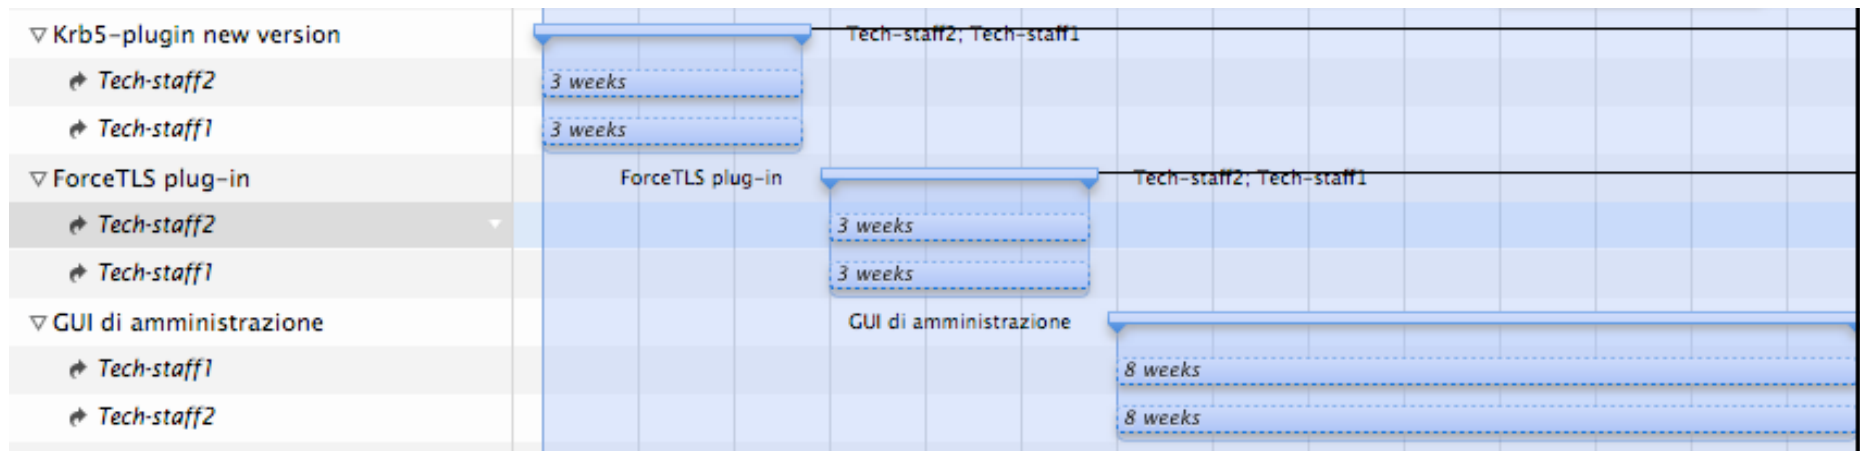 Krb5-plugin new version Tech-staff2; Tech-staff1
Tech-staff2 3 weeks
Tech-staff1 3 weeks
ForceTLS plug-in ForceTLS plug-in Tech-staff2; Tech-staff1
Tech-staff2 3 weeks
Tech-staff1 3 weeks
GUI di amministrazione GUI di amministrazione
Tech-staff1 8 weeks
Tech-staff2 8 weeks